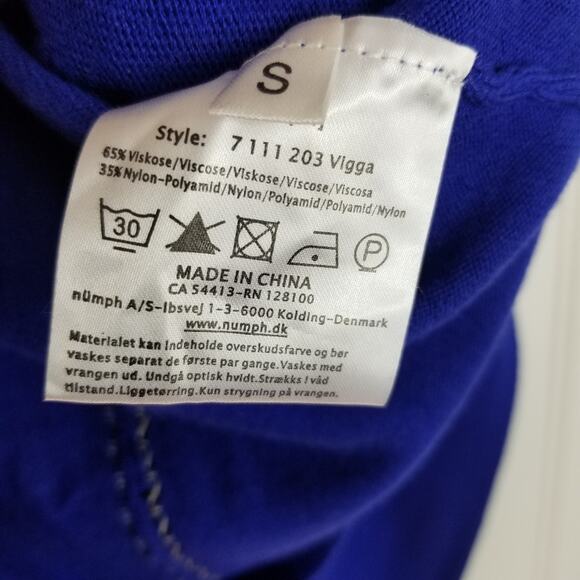 S
Style: 7111 203 Vigga
65% Viskose/Viscose/Viskose/Viscose/Viscosa
35% Nylon-Polyamid/Nylon/Polyamid/Polyamid/Nylon
30 P
MADE IN CHINA
CA 54413-RN 128100
nümph A/S-Ibsvej 1-3-6000 Kolding-Denmark
www.numph.dk
Materialet kan indeholde overskudsfarve og bør
vaskes separat de første par gange. Vaskes med
vrangen ud. Undgå optisk hvidt. Strækks i våd
tilstand. Liggetørring. Kun strygning på vrangen.